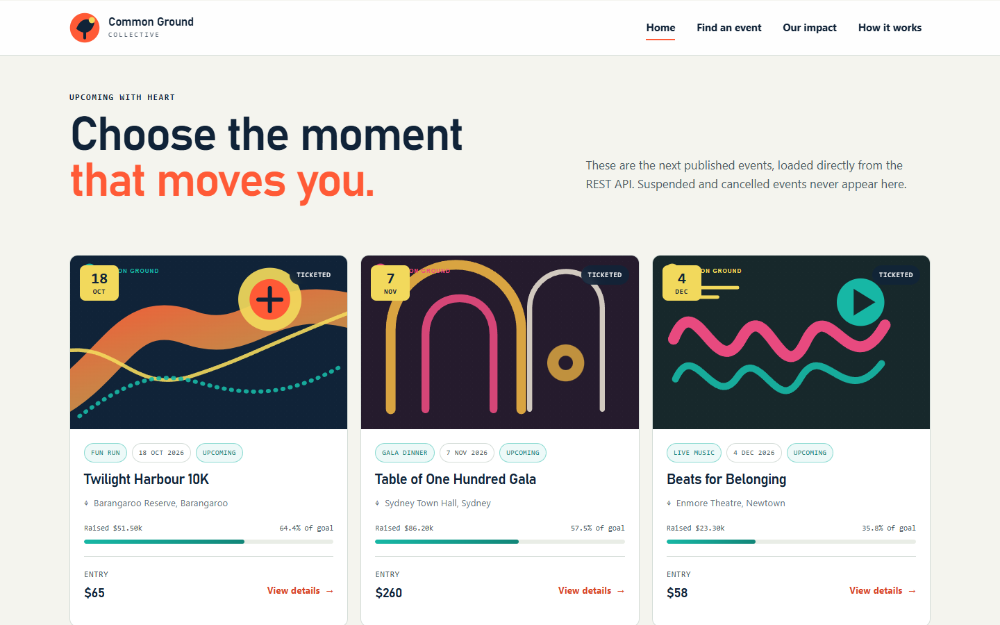 Common Ground
COLLECTIVE
Home
Find an event
Our impact
How it works
UPCOMING WITH HEART
Choose the moment
that moves you.
These are the next published events, loaded directly from the
REST API. Suspended and cancelled events never appear here.
18
OCT
ON GROUND
TICKETED
FUN RUN
18 OCT 2026
UPCOMING
Twilight Harbour 10K
Barangaroo Reserve, Barangaroo
Raised $51.50k
64.4% of goal
ENTRY
$65
View details →
7
NOV
ON GROUND
TICKETED
GALA DINNER
7 NOV 2026
UPCOMING
Table of One Hundred Gala
Sydney Town Hall, Sydney
Raised $86.20k
57.5% of goal
ENTRY
$260
View details →
4
DEC
ON GROUND
TICKETED
LIVE MUSIC
4 DEC 2026
UPCOMING
Beats for Belonging
Enmore Theatre, Newtown
Raised $23.30k
35.8% of goal
ENTRY
$58
View details →